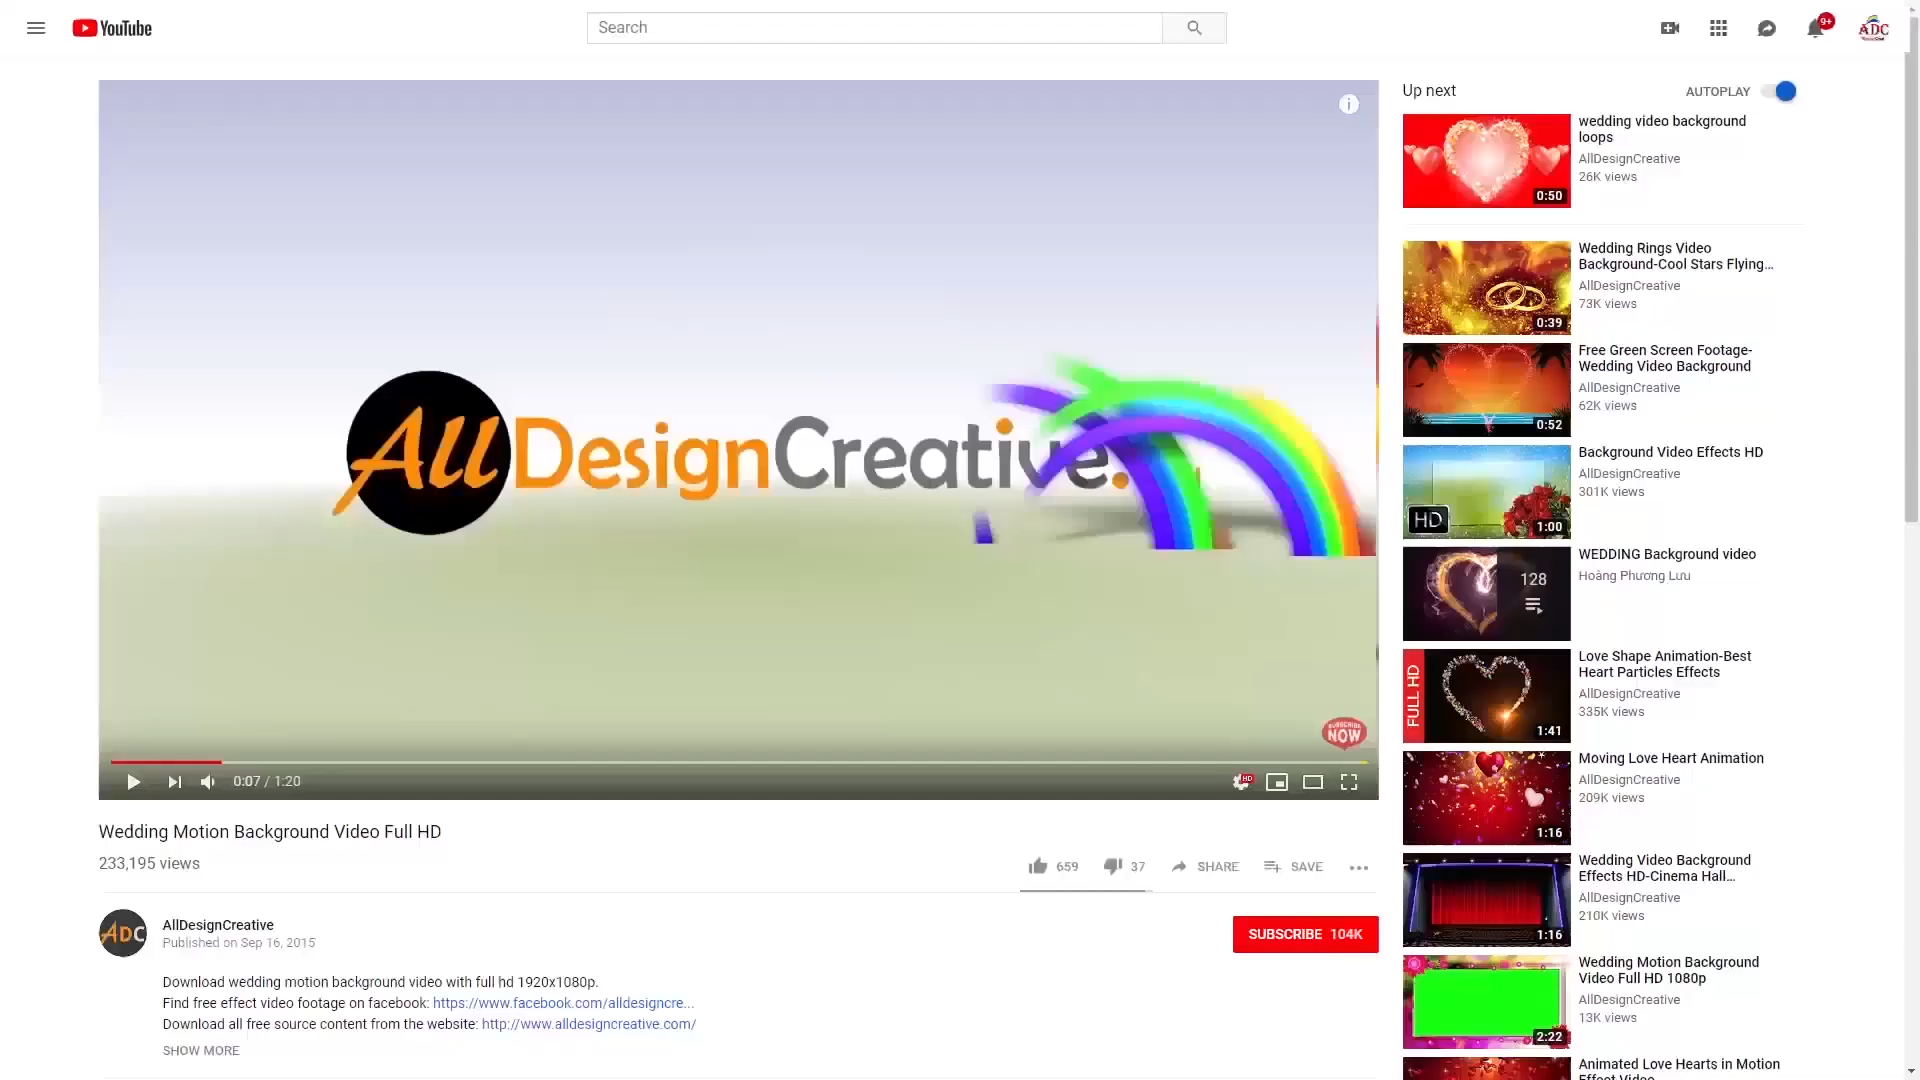 YouTube
Search
9+
ADC
AllDesignCreative.
i
SUBSCRIBE
NOW
0:07 / 1:20
HD
Wedding Motion Background Video Full HD
233,195 views
659
37
SHARE
SAVE
ADC
AllDesignCreative
Published on Sep 16, 2015
SUBSCRIBE 104K
Download wedding motion background video with full hd 1920x1080p.
Find free effect video footage on facebook: https://www.facebook.com/alldesigncre...
Download all free source content from the website: http://www.alldesigncreative.com/
SHOW MORE
Up next
AUTOPLAY
0:50
wedding video background
loops
AllDesignCreative
26K views
0:39
Wedding Rings Video
Background-Cool Stars Flying...
AllDesignCreative
73K views
0:52
Free Green Screen Footage-
Wedding Video Background
AllDesignCreative
62K views
HD
1:00
Background Video Effects HD
AllDesignCreative
301K views
128
WEDDING Background video
Hoàng Phương Lưu
FULL HD
1:41
Love Shape Animation-Best
Heart Particles Effects
AllDesignCreative
335K views
1:16
Moving Love Heart Animation
AllDesignCreative
209K views
1:16
Wedding Video Background
Effects HD-Cinema Hall...
AllDesignCreative
210K views
2:22
Wedding Motion Background
Video Full HD 1080p
AllDesignCreative
13K views
Animated Love Hearts in Motion
Effect Video